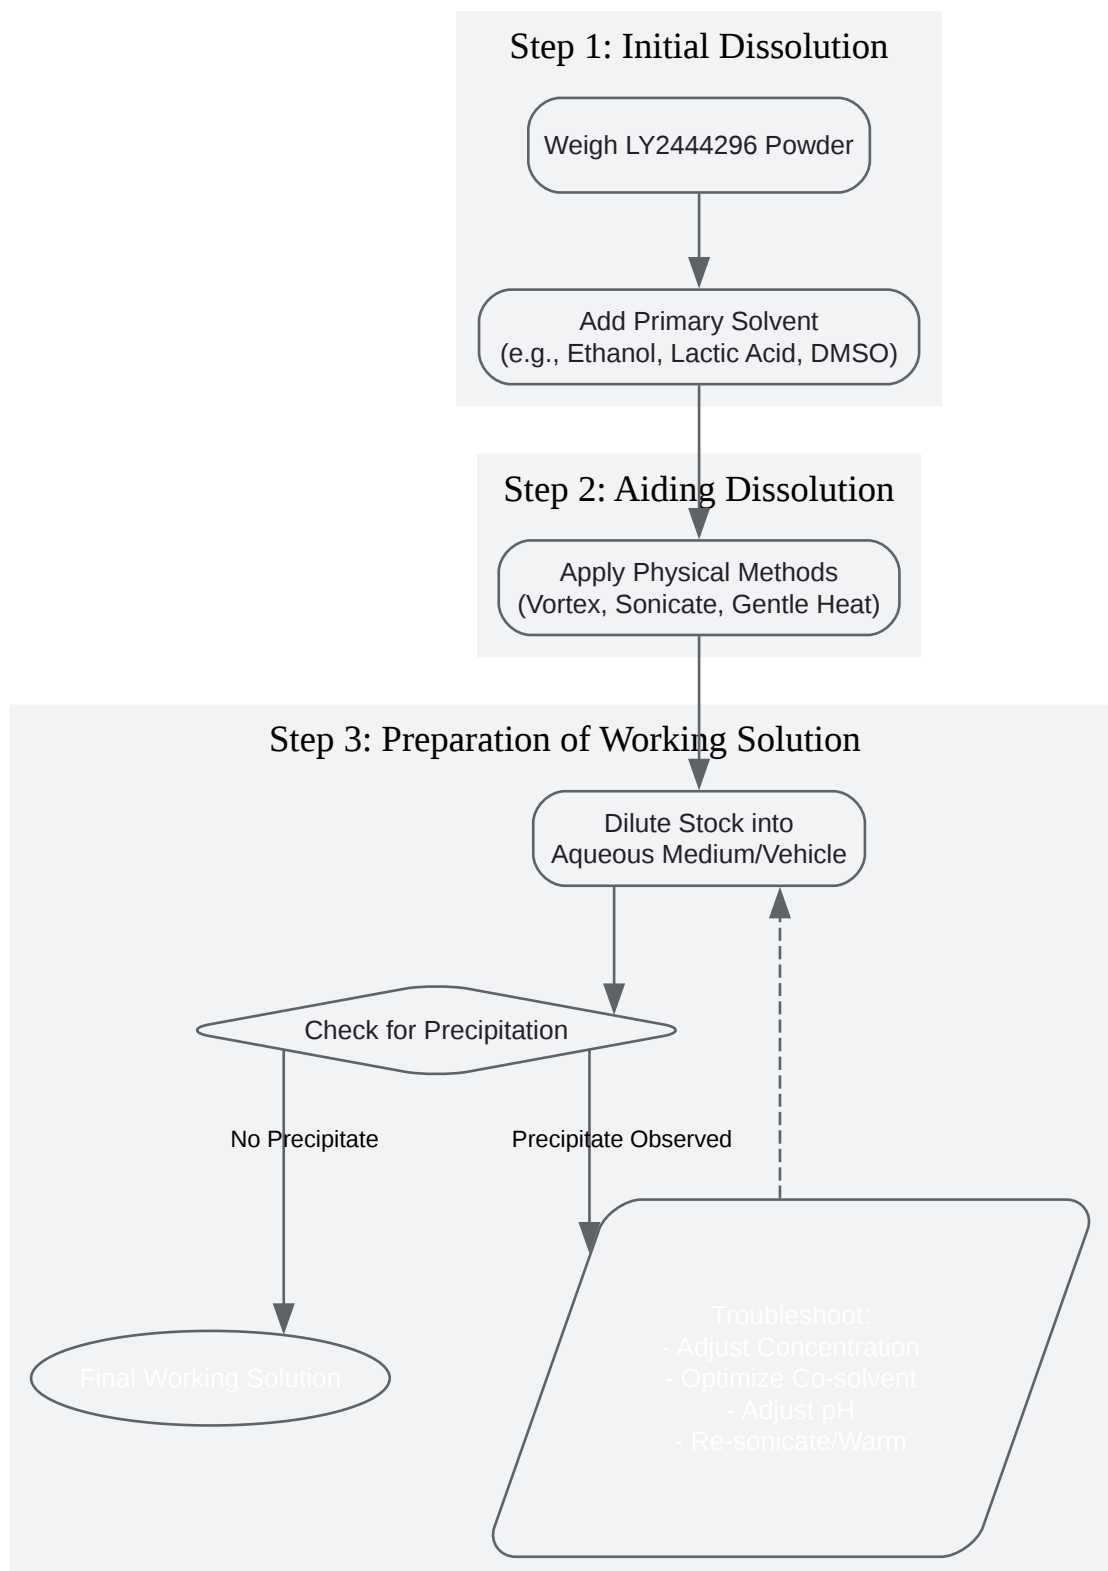 Step 1: Initial Dissolution
Weigh LY2444296 Powder
Add Primary Solvent
(e.g., Ethanol, Lactic Acid, DMSO)
Step 2: Aiding Dissolution
Apply Physical Methods
(Vortex, Sonicate, Gentle Heat)
Step 3: Preparation of Working Solution
Dilute Stock into
Aqueous Medium/Vehicle
Check for Precipitation
No Precipitate
Precipitate Observed
Final Working Solution
Troubleshoot:
- Adjust Concentration
- Optimize Co-solvent
- Adjust pH
- Re-sonicate/Warm